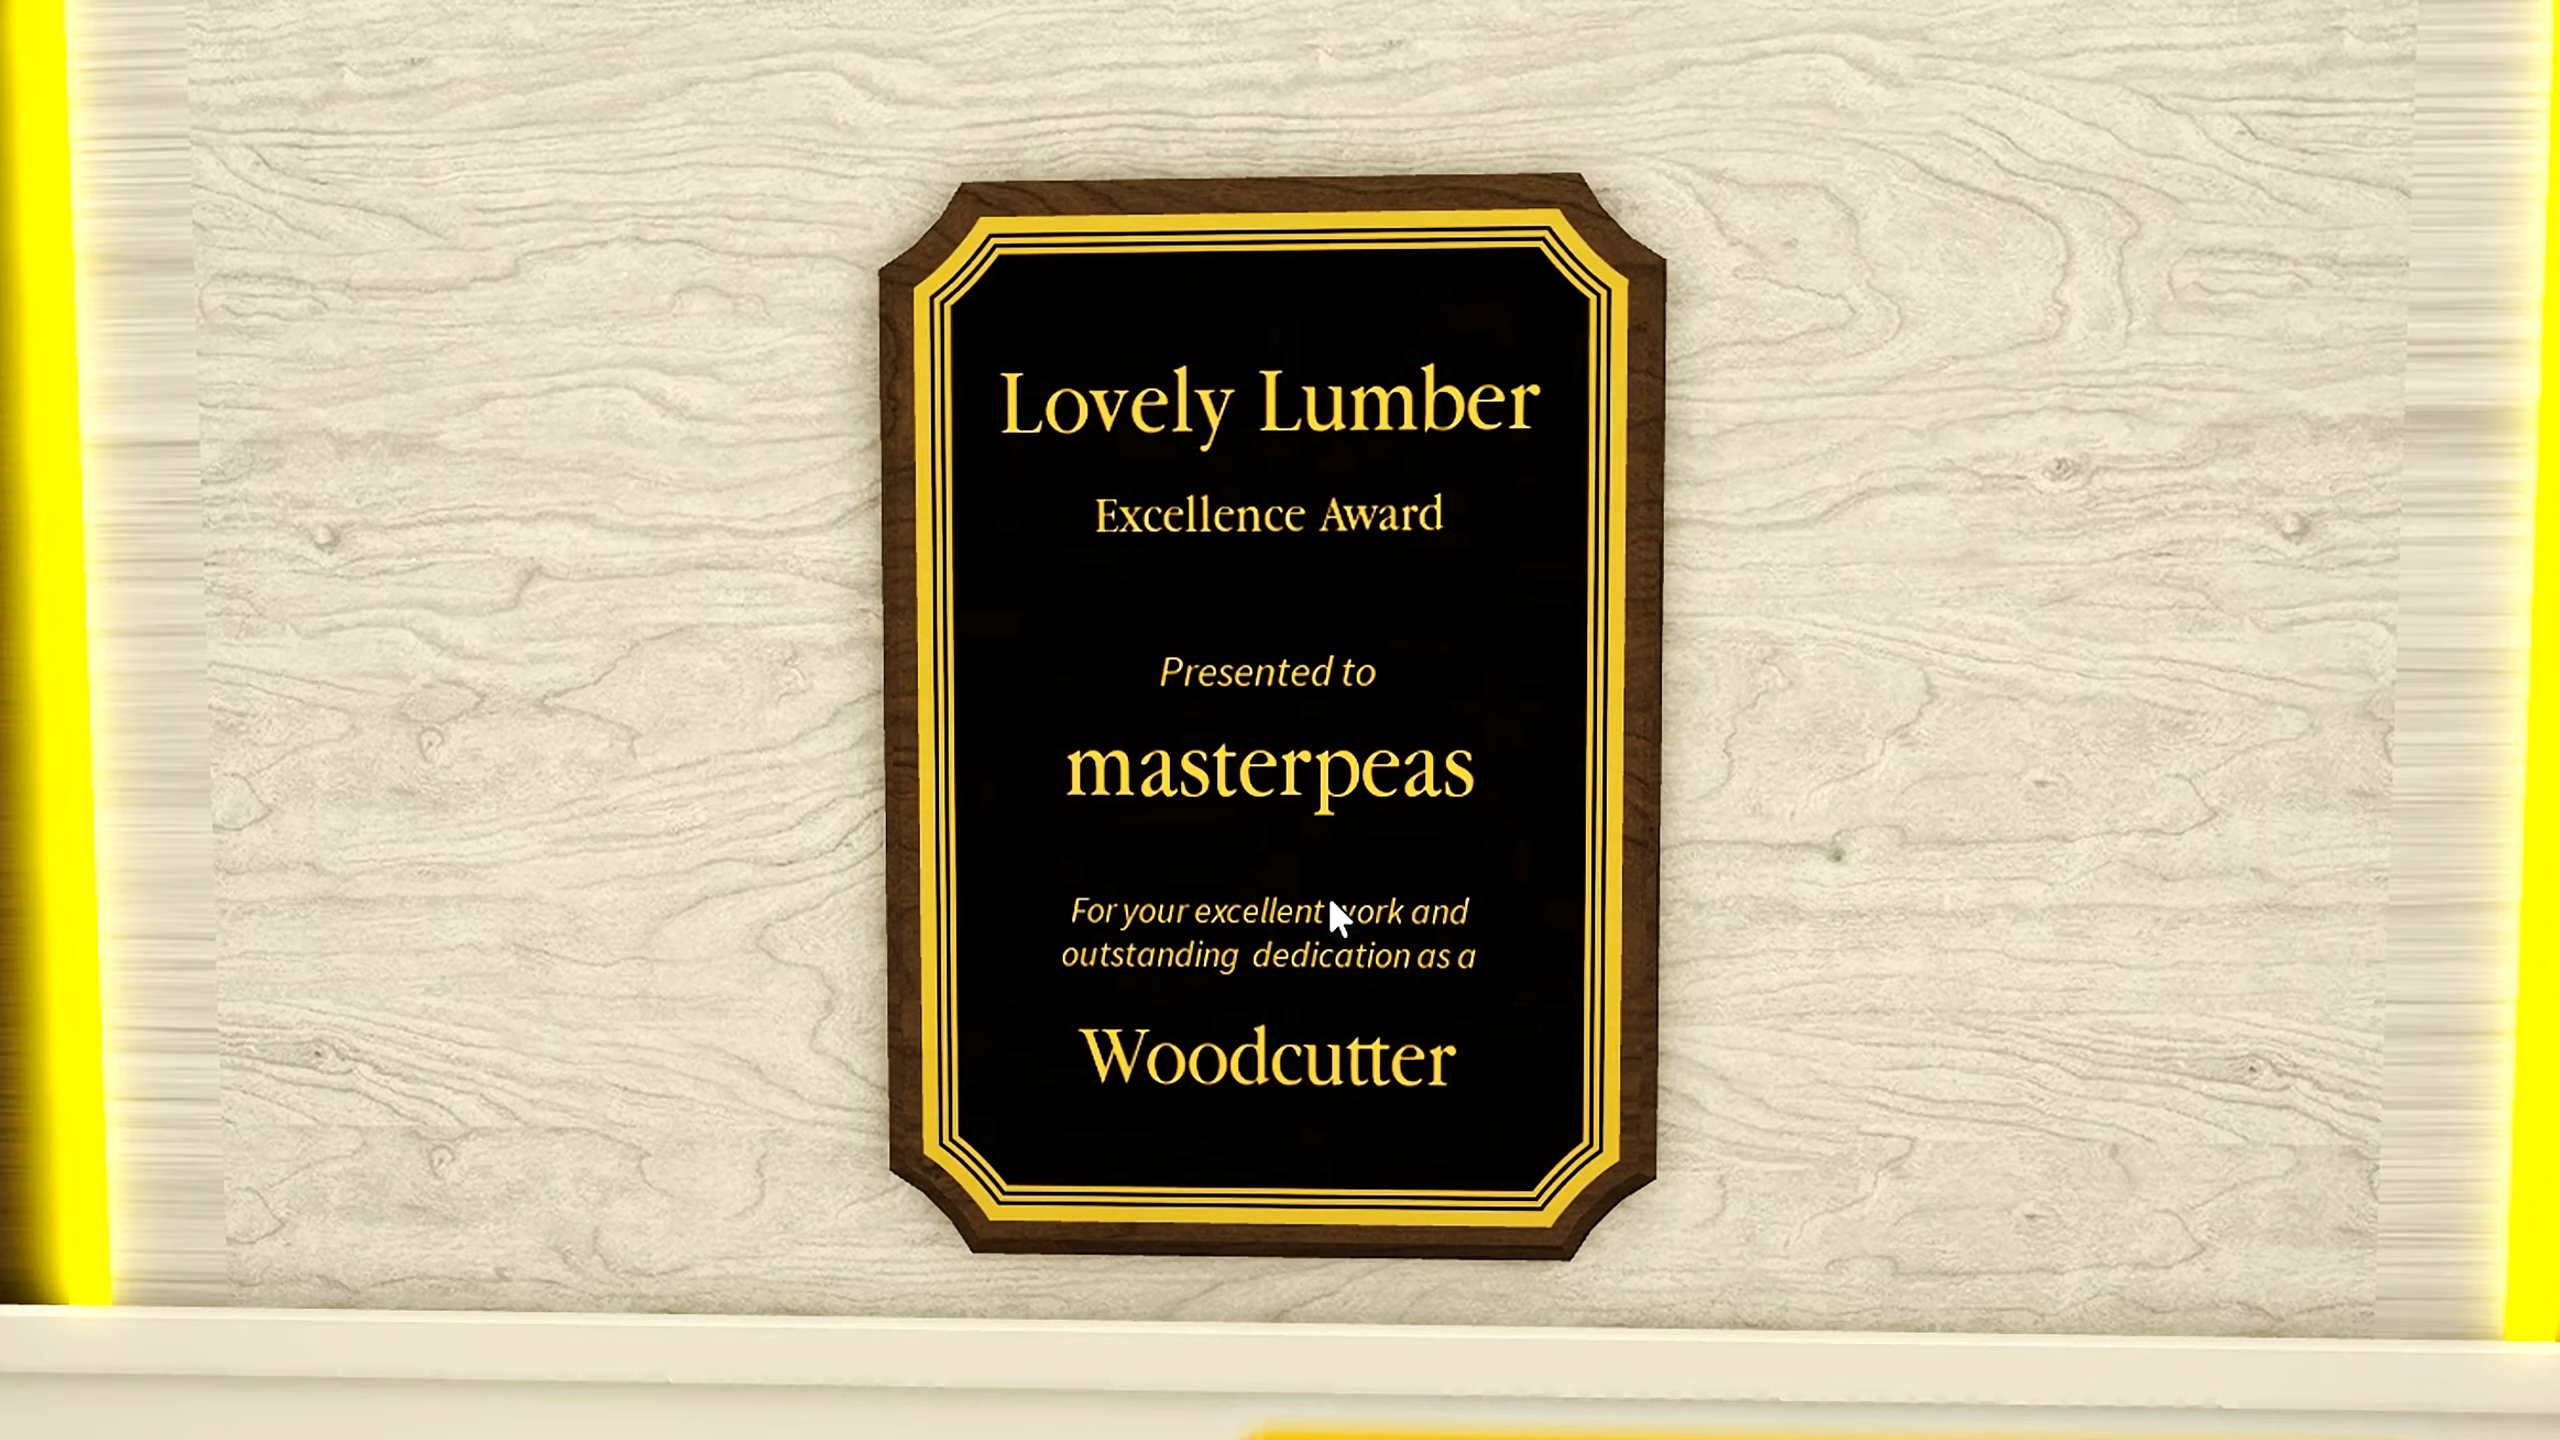 Lovely Lumber
Excellence Award
Presented to
masterpeas
For your excellent work and
outstanding dedication as a
Woodcutter